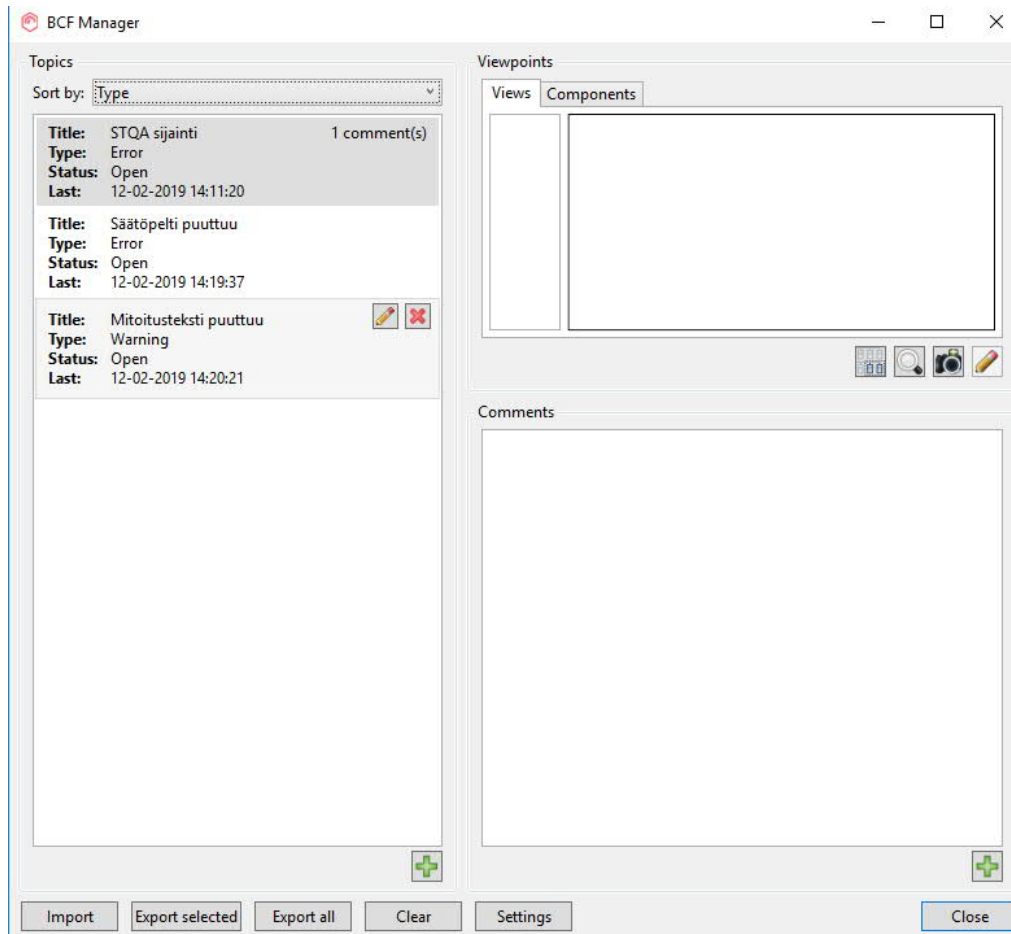 BCF Manager
Topics
Sort by: Type
Title: STQA sijainti 1 comment(s)
Type: Error
Status: Open
Last: 12-02-2019 14:11:20
Title: Säätöpelti puuttuu
Type: Error
Status: Open
Last: 12-02-2019 14:19:37
Title: Mitoitusteksti puuttuu
Type: Warning
Status: Open
Last: 12-02-2019 14:20:21
Viewpoints
Views Components
Comments
Import Export selected Export all Clear Settings Close